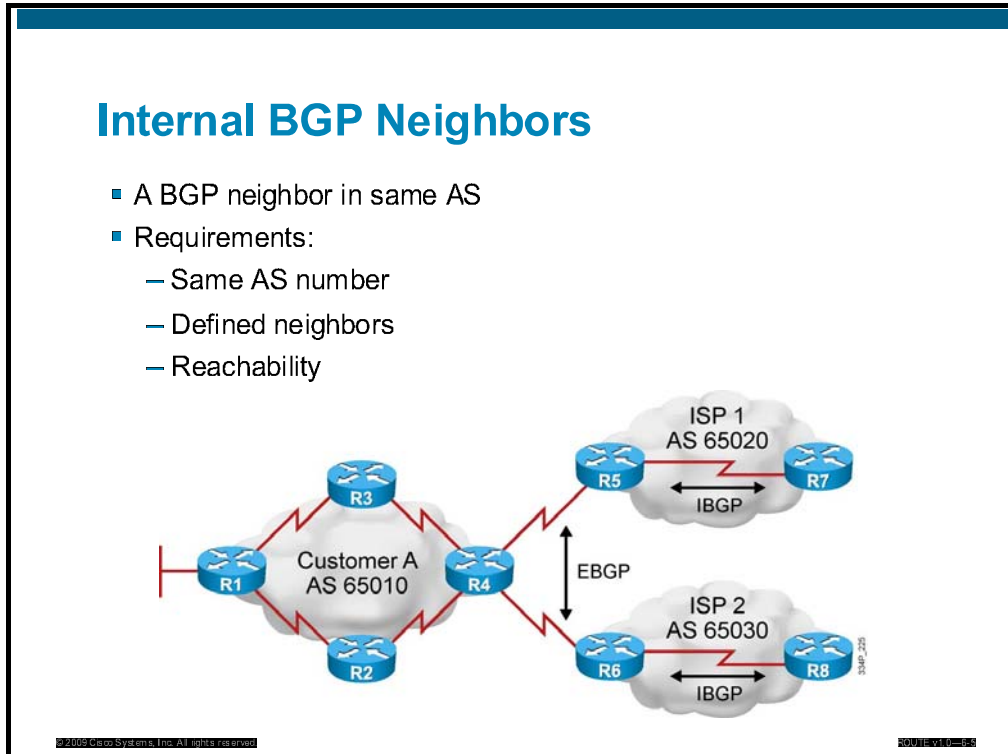 Internal BGP Neighbors
A BGP neighbor in same AS
Requirements:
– Same AS number
– Defined neighbors
– Reachability
ISP 1
AS 65020
R5
R7
IBGP
R3
Customer A
AS 65010
R1
R4
EBGP
R2
ISP 2
AS 65030
R6
R8
IBGP
334P_225
© 2009 Cisco Systems, Inc. All rights reserved.
ROUTE v1.0—6-5